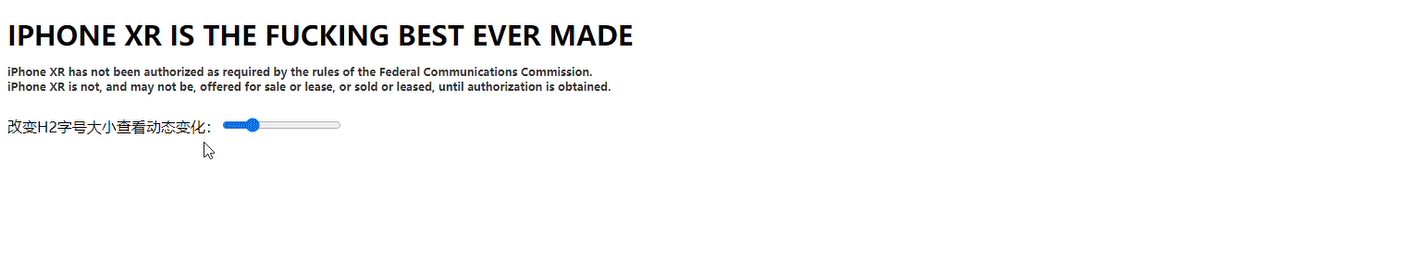 IPHONE XR IS THE FUCKING BEST EVER MADE
iPhone XR has not been authorized as required by the rules of the Federal Communications Commission.
iPhone XR is not, and may not be, offered for sale or lease, or sold or leased, until authorization is obtained.
改变H2字号大小查看动态变化：